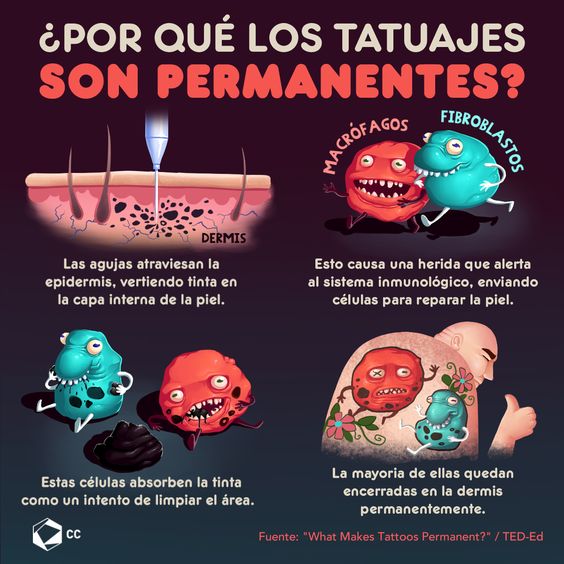 ¿POR QUÉ LOS TATUAJES
SON PERMANENTES?
DERMIS
Las agujas atraviesan la
epidermis, vertiendo tinta en
la capa interna de la piel.
MACRÓFAGOS
FIBROBLASTOS
Esto causa una herida que alerta
al sistema inmunológico, enviando
células para reparar la piel.
Estas células absorben la tinta
como un intento de limpiar el área.
La mayoria de ellas quedan
encerradas en la dermis
permanentemente.
CC
Fuente: "What Makes Tattoos Permanent?" / TED-Ed